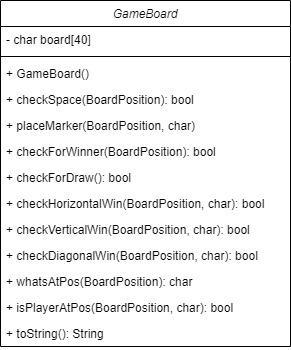 GameBoard
- char board[40]
+ GameBoard()
+ checkSpace(BoardPosition): bool
+ placeMarker(BoardPosition, char)
+ checkForWinner(BoardPosition): bool
+ checkForDraw(): bool
+ checkHorizontalWin(BoardPosition, char): bool
+ checkVerticalWin(BoardPosition, char): bool
+ checkDiagonalWin(BoardPosition, char): bool
+ whatsAtPos(BoardPosition): char
+ isPlayerAtPos(BoardPosition, char): bool
+ toString(): String